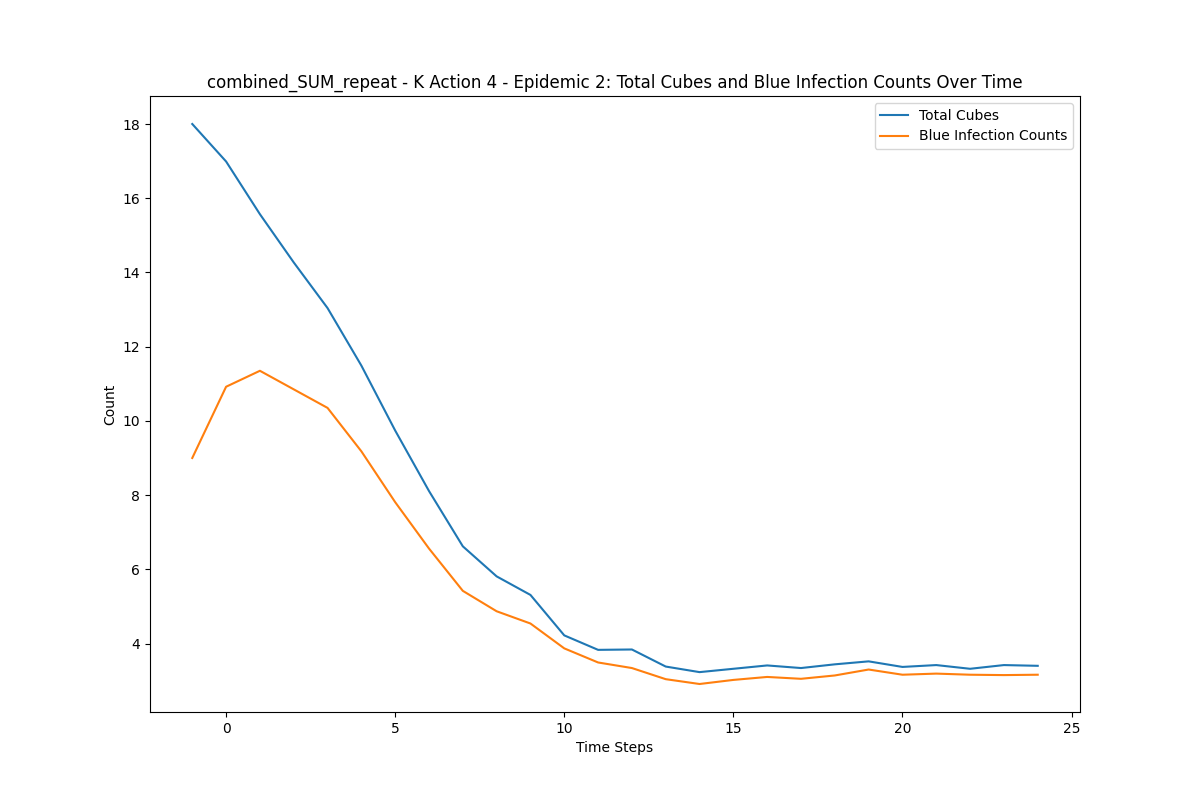 combined_SUM_repeat - K Action 4 - Epidemic 2: Total Cubes and Blue Infection Counts Over Time
Total Cubes
Blue Infection Counts
18
16
14
12
10
8
6
4
Count
0
5
10
15
20
25
Time Steps